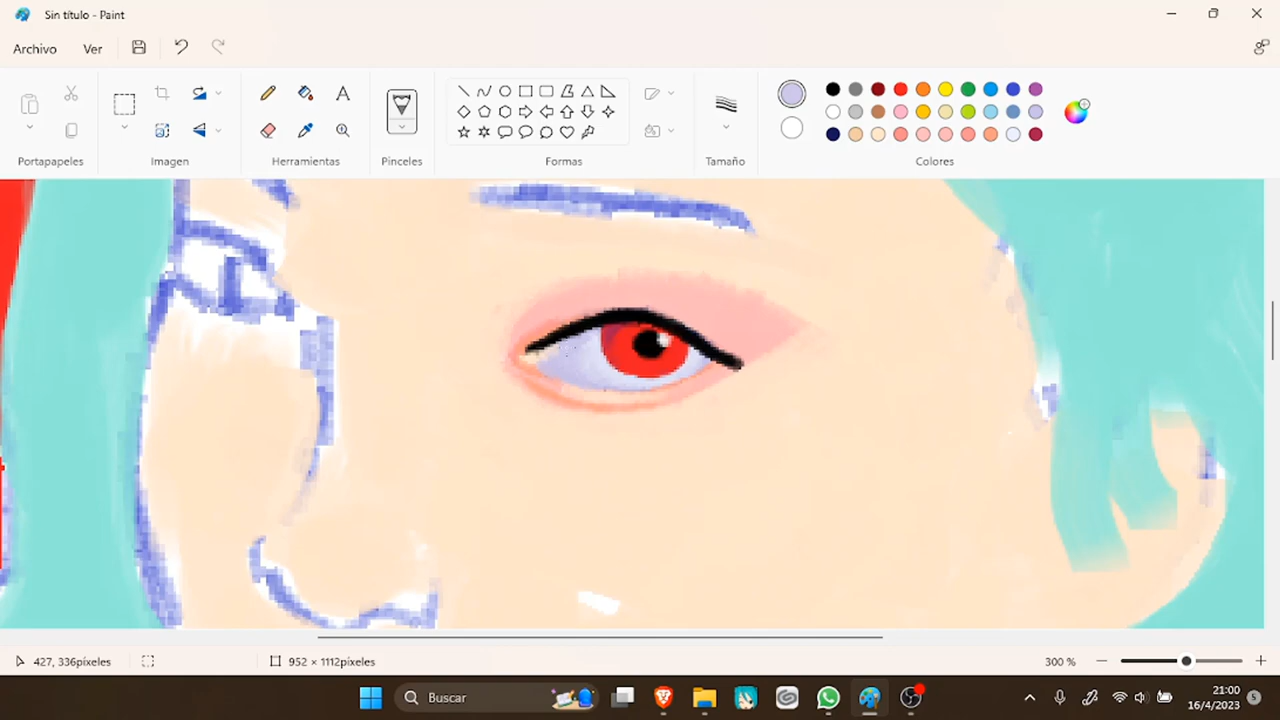 Sin título - Paint
Archivo Ver
A
Portapapeles Imagen Herramientas Pinceles Formas Tamaño Colores
427, 336píxeles 952 × 1112píxeles 300 %
Buscar 21:00
16/4/2023 5